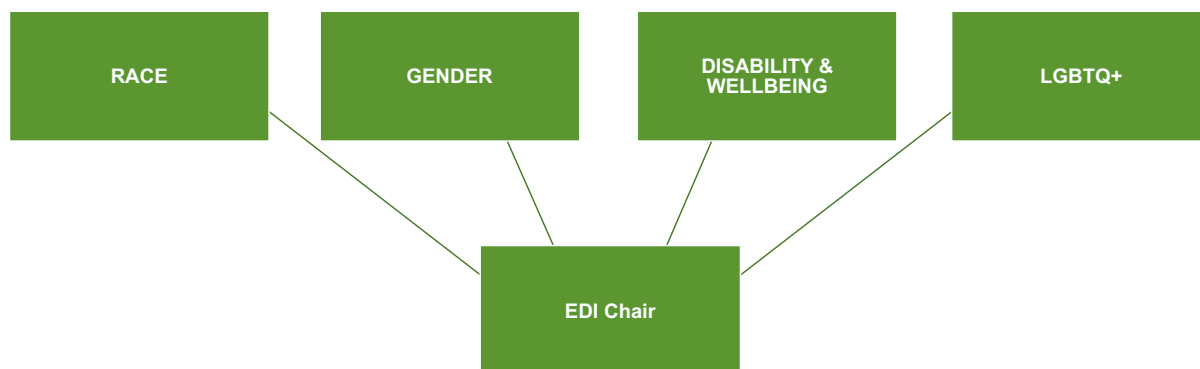 RACE
GENDER
DISABILITY &
WELLBEING
LGBTQ+
EDI Chair